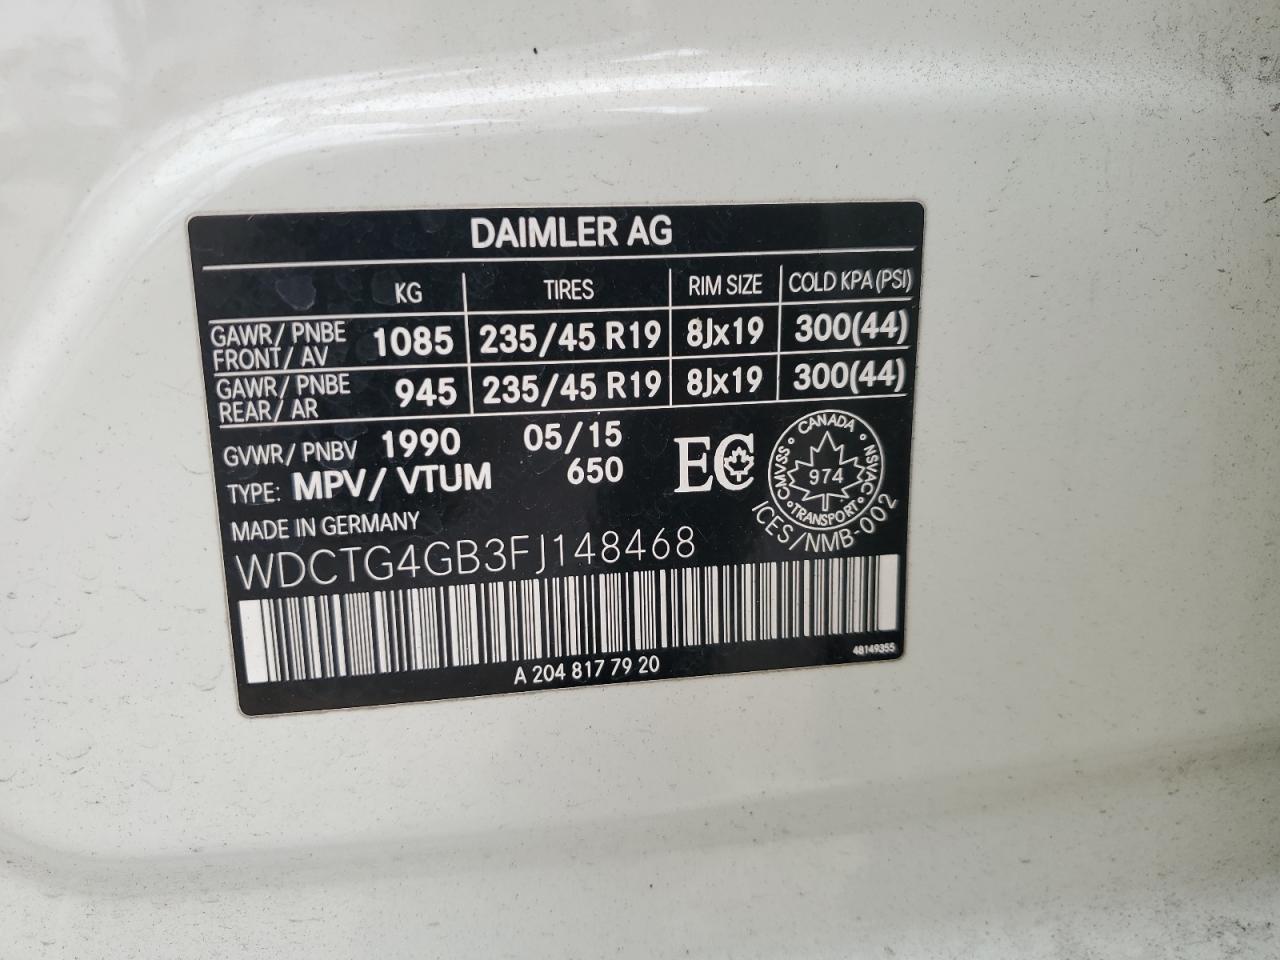 DAIMLER AG
KG TIRES RIM SIZE COLD KPA (PSI)
GAWR/ PNBE FRONT/ AV 1085 235/45 R19 8Jx19 300(44)
GAWR/ PNBE REAR/ AR 945 235/45 R19 8Jx19 300(44)
GVWR/ PNBV 1990 05/15
TYPE: MPV/ VTUM 650
EC
CANADA
CMVSS NSVAC
974
TRANSPORT
ICES/NMB-002
MADE IN GERMANY
WDCTG4GB3FJ148468
A 204 817 79 20
48149355